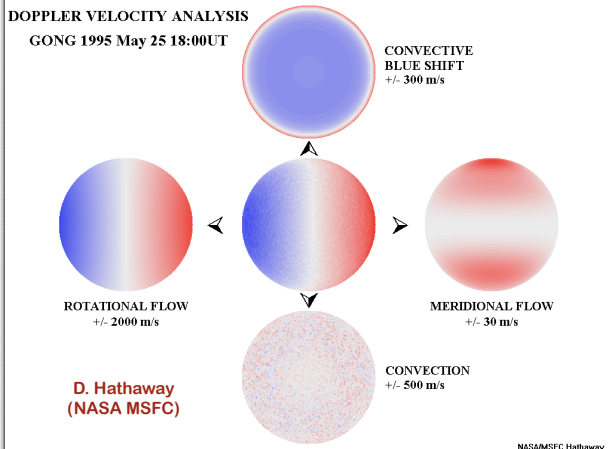 DOPPLER VELOCITY ANALYSIS
GONG 1995 May 25 18:00UT
CONVECTIVE
BLUE SHIFT
+/- 300 m/s
ROTATIONAL FLOW
+/- 2000 m/s
MERIDIONAL FLOW
+/- 30 m/s
CONVECTION
+/- 500 m/s
D. Hathaway
(NASA MSFC)
NASA/MSFC Hathaway